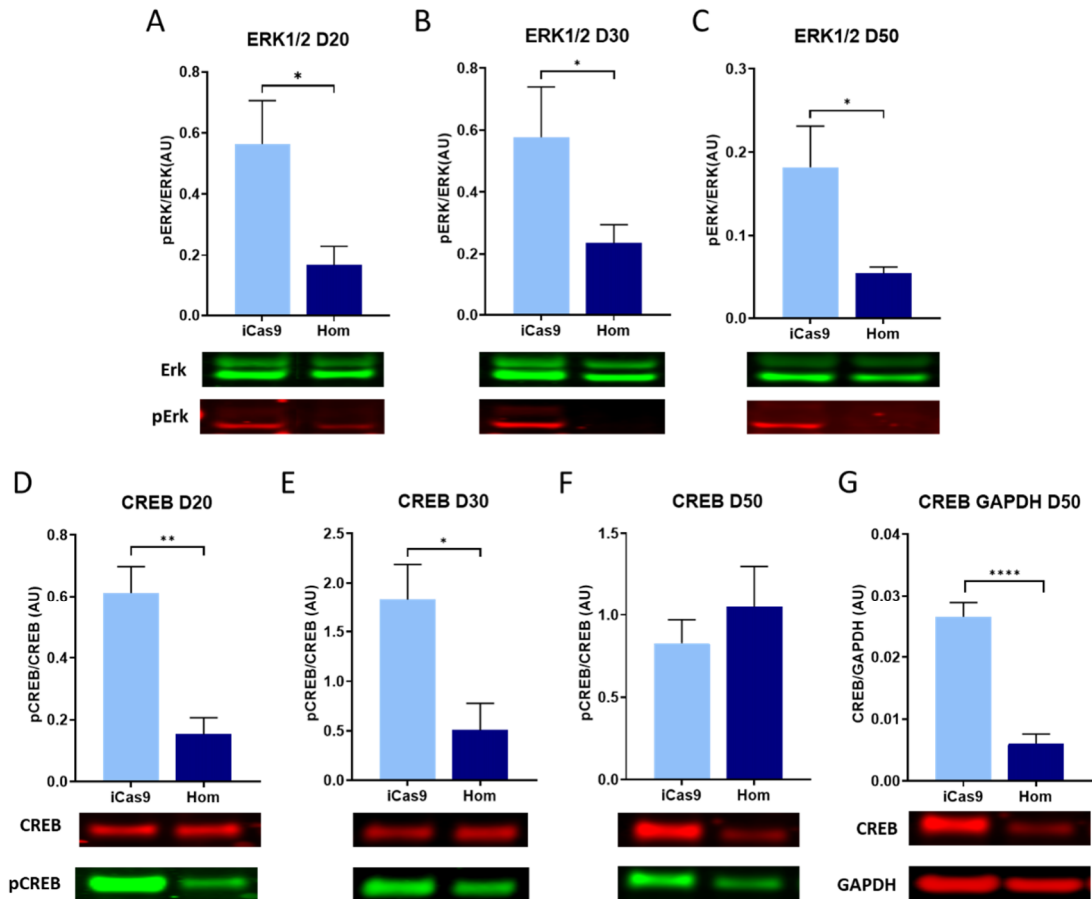 A
ERK1/2 D20
pERK/ERK(AU)
0.8
0.6
0.4
0.2
0.0
*
iCas9 Hom
B
ERK1/2 D30
pERK/ERK(AU)
0.8
0.6
0.4
0.2
0.0
*
iCas9 Hom
C
ERK1/2 D50
pERK/ERK(AU)
0.3
0.2
0.1
0.0
*
iCas9 Hom
Erk
pErk
D
CREB D20
pCREB/CREB (AU)
0.8
0.6
0.4
0.2
0.0
**
iCas9 Hom
E
CREB D30
pCREB/CREB (AU)
2.5
2.0
1.5
1.0
0.5
0.0
*
iCas9 Hom
F
CREB D50
pCREB/CREB (AU)
1.5
1.0
0.5
0.0
iCas9 Hom
G
CREB GAPDH D50
CREB/GAPDH (AU)
0.04
0.03
0.02
0.01
0.00
****
iCas9 Hom
CREB
pCREB
CREB
GAPDH